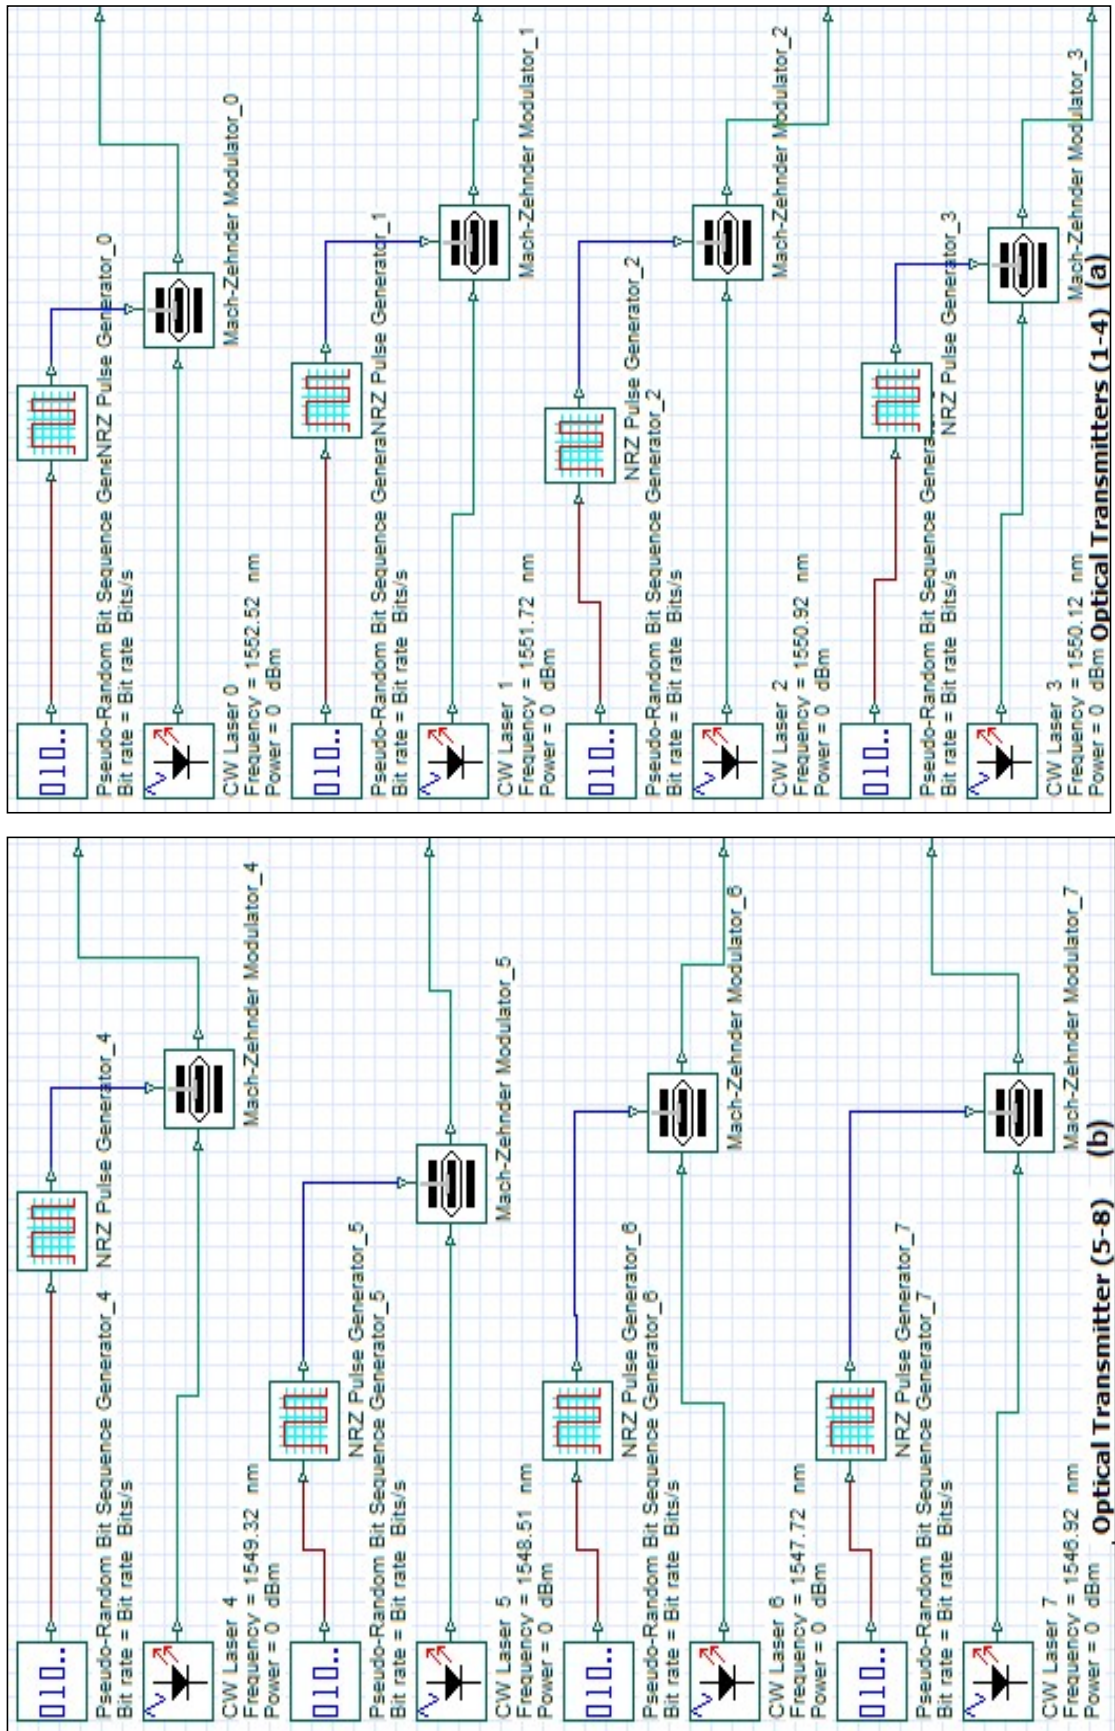 NRZ Pulse Generator_0
Mach-Zehnder Modulator_0
Pseudo-Random Bit Sequence Gene
Bit rate = Bit rate Bits/s
CW Laser 0
Frequency = 1552.52 nm
Power = 0 dBm
NRZ Pulse Generator_1
Mach-Zehnder Modulator_1
Pseudo-Random Bit Sequence Genera
Bit rate = Bit rate Bits/s
CW Laser 1
Frequency = 1551.72 nm
Power = 0 dBm
NRZ Pulse Generator_2
Mach-Zehnder Modulator_2
Pseudo-Random Bit Sequence Generator_2
Bit rate = Bit rate Bits/s
CW Laser 2
Frequency = 1550.92 nm
Power = 0 dBm
NRZ Pulse Generator_3
Mach-Zehnder Modulator_3
Pseudo-Random Bit Sequence Genera
Bit rate = Bit rate Bits/s
CW Laser 3
Frequency = 1550.12 nm
Power = 0 dBm
Optical Transmitters (1-4) (a)
NRZ Pulse Generator_4
Mach-Zehnder Modulator_4
Pseudo-Random Bit Sequence Generator_4
Bit rate = Bit rate Bits/s
CW Laser 4
Frequency = 1549.32 nm
Power = 0 dBm
NRZ Pulse Generator_5
Mach-Zehnder Modulator_5
Pseudo-Random Bit Sequence Generator_5
Bit rate = Bit rate Bits/s
CW Laser 5
Frequency = 1548.51 nm
Power = 0 dBm
NRZ Pulse Generator_6
Mach-Zehnder Modulator_6
Pseudo-Random Bit Sequence Generator_6
Bit rate = Bit rate Bits/s
CW Laser 6
Frequency = 1547.72 nm
Power = 0 dBm
NRZ Pulse Generator_7
Mach-Zehnder Modulator_7
Pseudo-Random Bit Sequence Generator_7
Bit rate = Bit rate Bits/s
CW Laser 7
Frequency = 1546.92 nm
Power = 0 dBm
Optical Transmitter (5-8) (b)